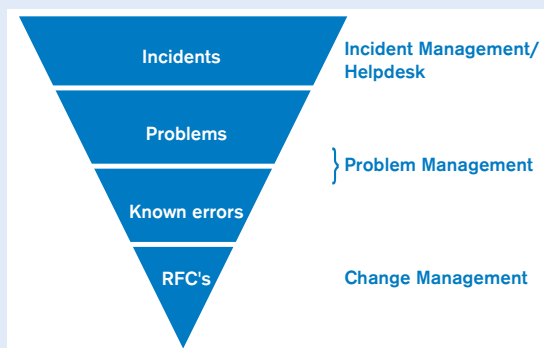 Incidents
Incident Management/
Helpdesk
Problems
} Problem Management
Known errors
RFC's
Change Management